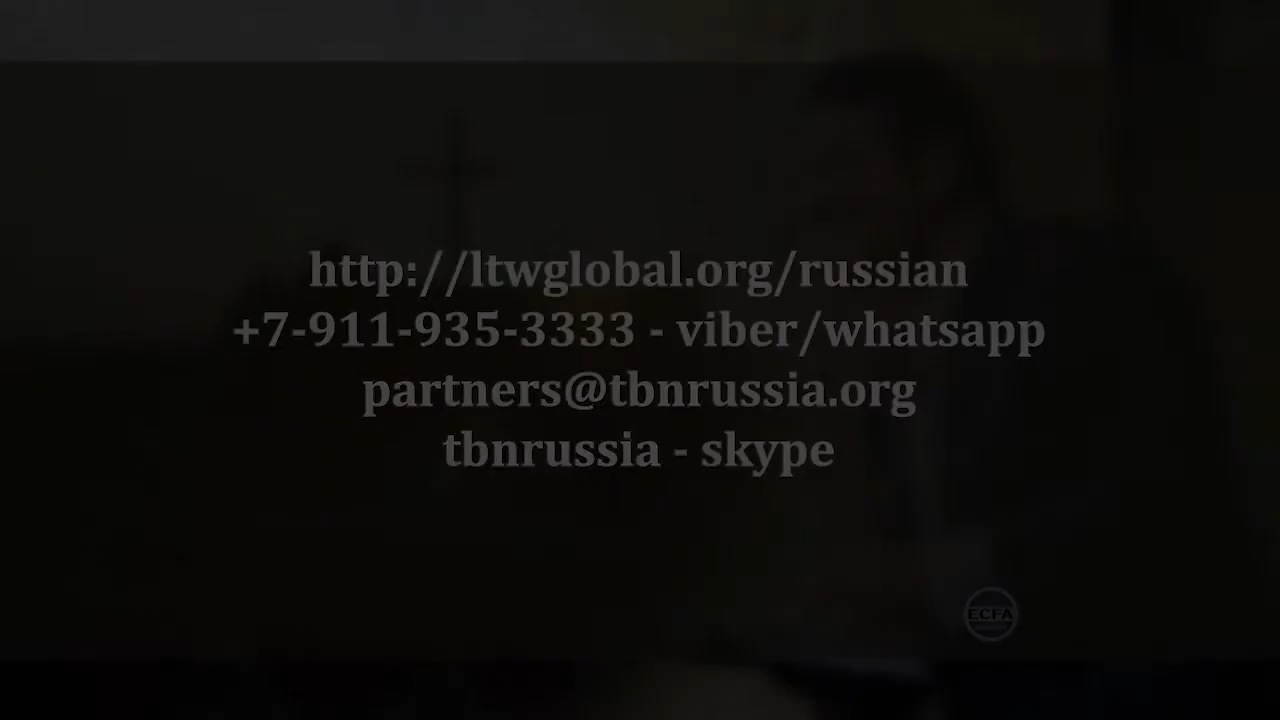 http://ltwglobal.org/russian
+7-911-935-3333 - viber/whatsapp
partners@tbnrussia.org
tbnrussia - skype
ECFA